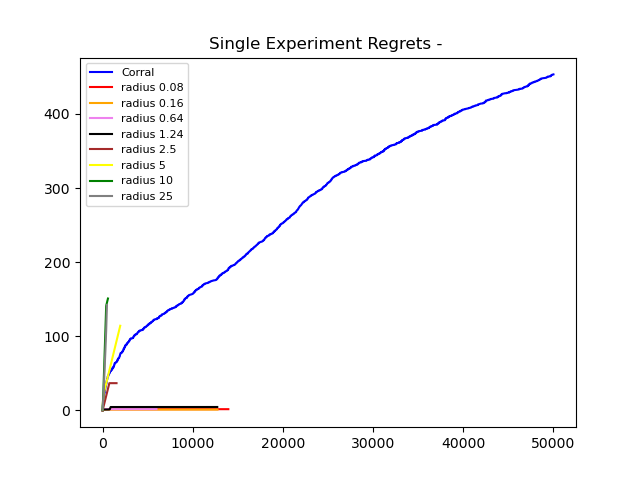 Single Experiment Regrets -
Corral
radius 0.08
radius 0.16
radius 0.64
radius 1.24
radius 2.5
radius 5
radius 10
radius 25
400
300
200
100
0
0 10000 20000 30000 40000 50000